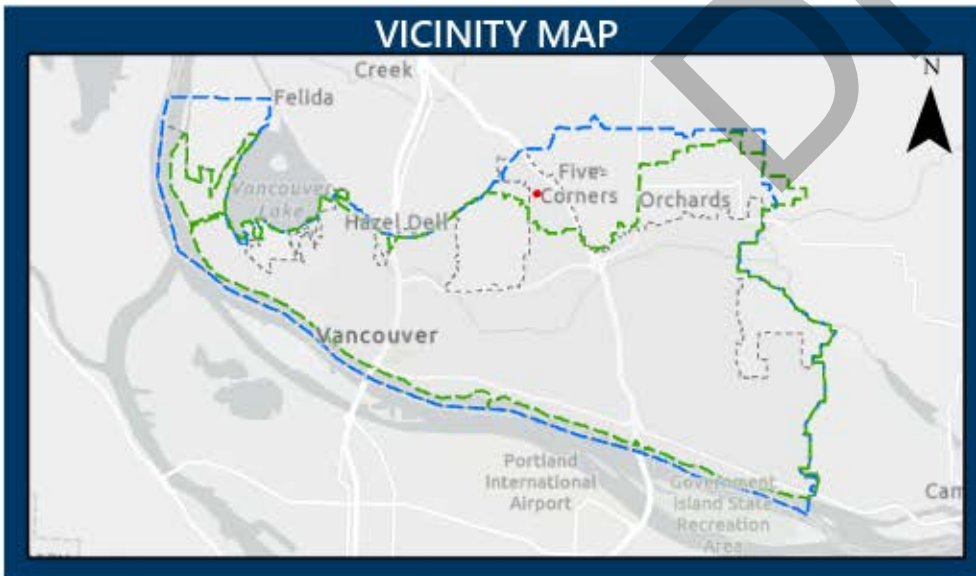 VICINITY MAP
Creek
N
Felida
Five
Corners
Vancouver
Lake
Orchards
Hazel Dell
Vancouver
Portland
International
Airport
Government
Island State
Recreation
Area
Cam